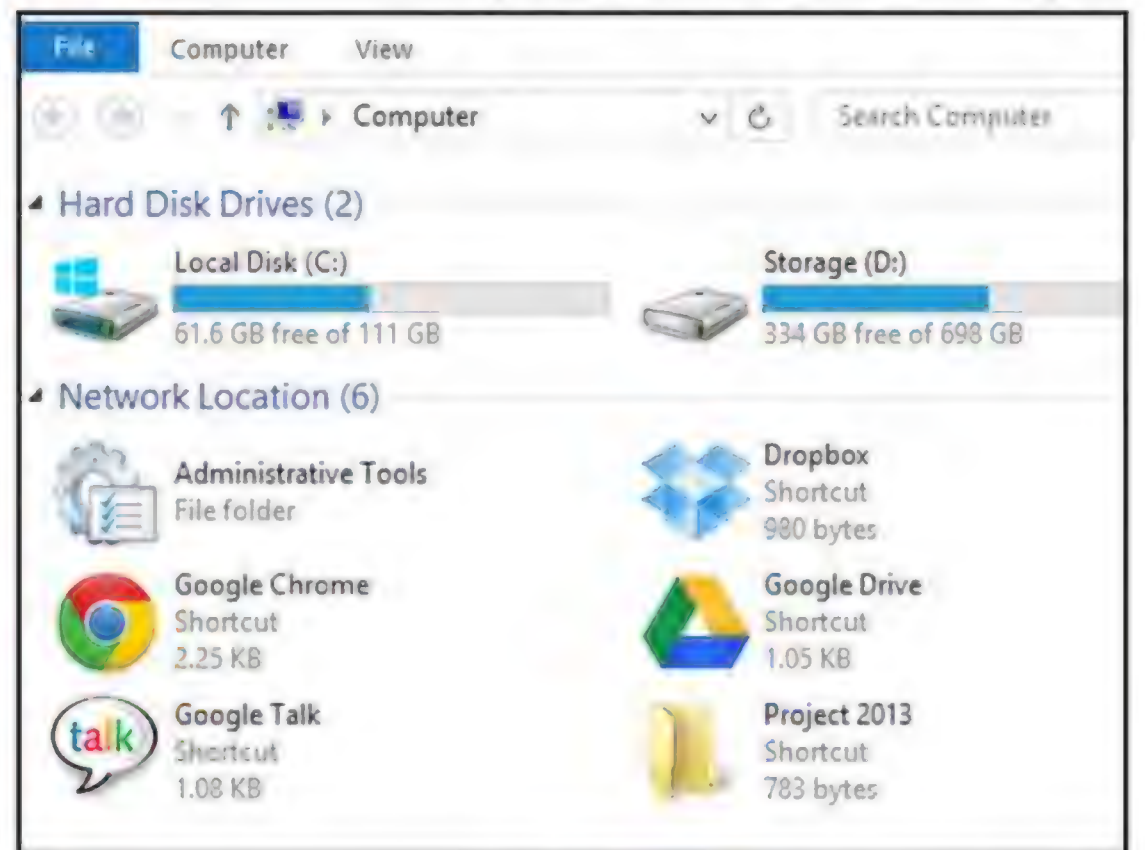 File
Computer
View
Computer
Search Computer
Hard Disk Drives (2)
Local Disk (C:)
61.6 GB free of 111 GB
Storage (D:)
334 GB free of 698 GB
Network Location (6)
Administrative Tools
File folder
Dropbox
Shortcut
980 bytes
Google Chrome
Shortcut
2.25 KB
Google Drive
Shortcut
1.05 KB
talk
Google Talk
Shortcut
1.08 KB
Project 2013
Shortcut
783 bytes